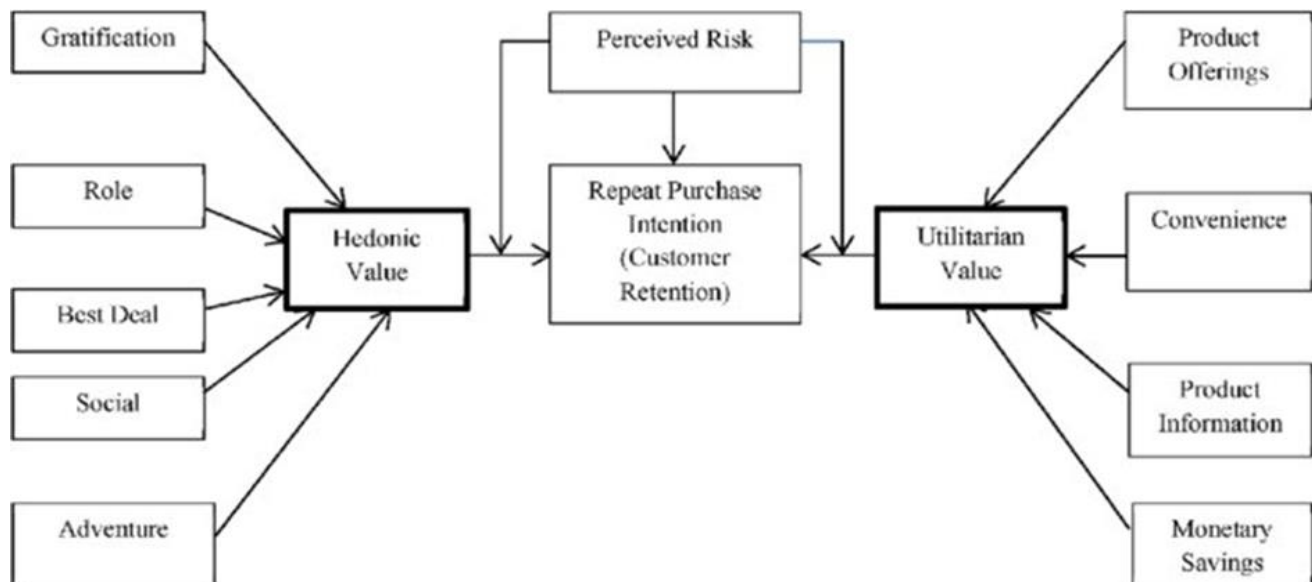 Gratification
Perceived Risk
Product
Offerings
Role
Repeat Purchase
Intention
(Customer
Retention)
Hedonic
Value
Utilitarian
Value
Convenience
Best Deal
Social
Product
Information
Adventure
Monetary
Savings